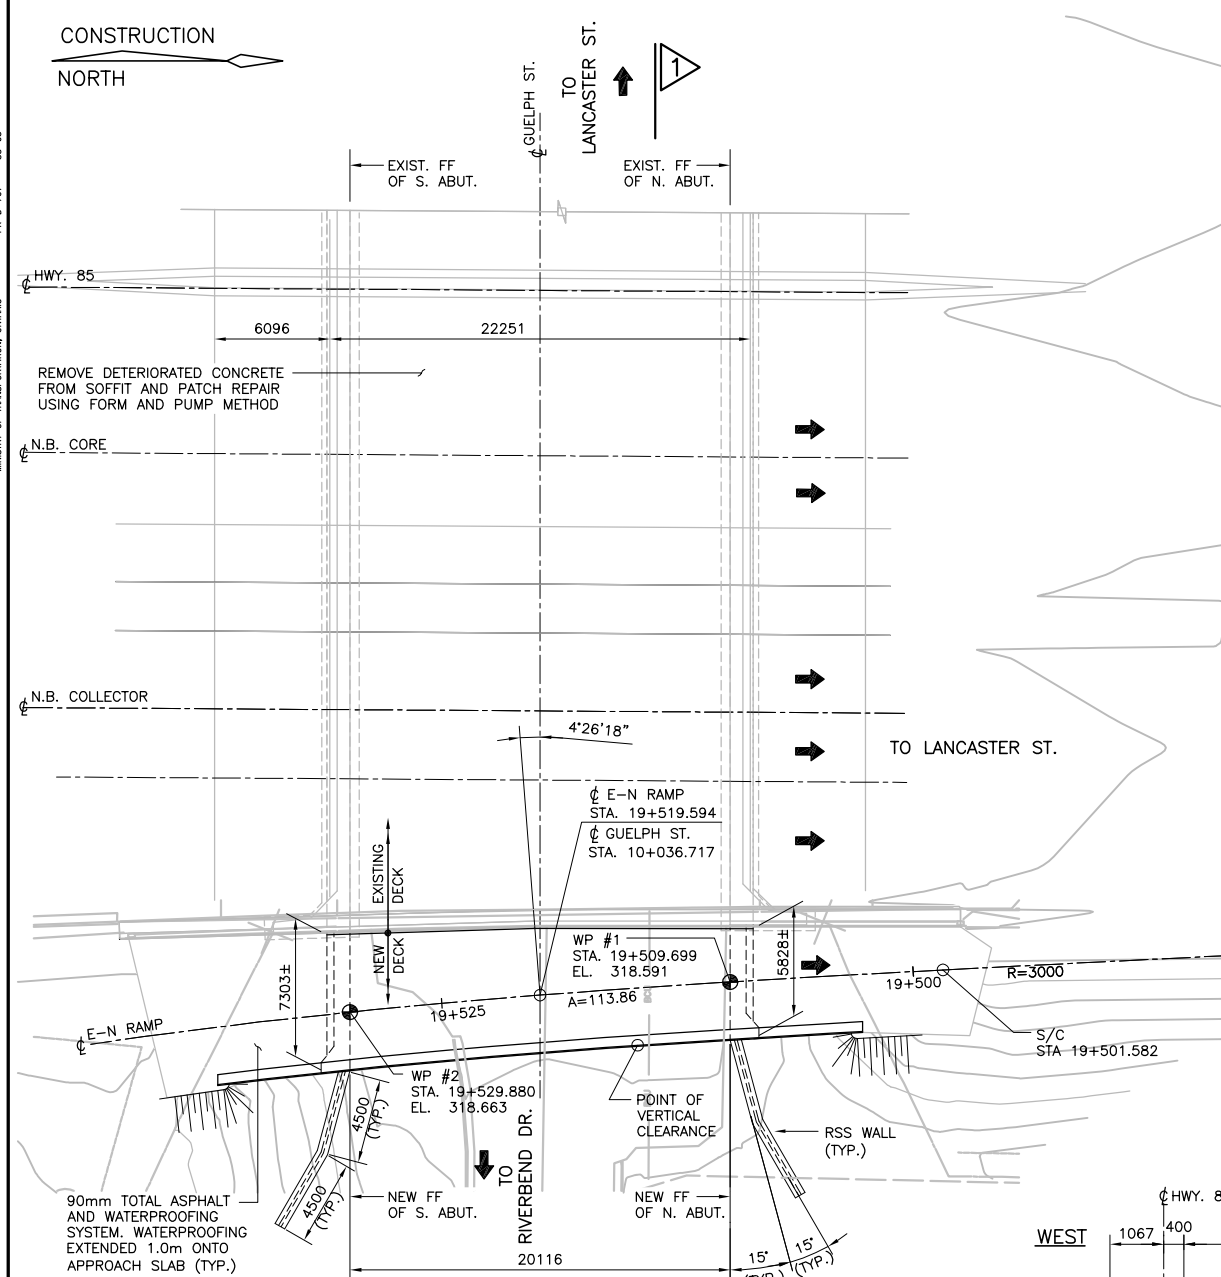 CONSTRUCTION
NORTH
GUELPH ST.
TO
LANCASTER ST.
1
EXIST. FF
OF S. ABUT.
EXIST. FF
OF N. ABUT.
℄ HWY. 85
6096
22251
REMOVE DETERIORATED CONCRETE
FROM SOFFIT AND PATCH REPAIR
USING FORM AND PUMP METHOD
℄ N.B. CORE
℄ N.B. COLLECTOR
4°26'18"
TO LANCASTER ST.
℄ E-N RAMP
STA. 19+519.594
℄ GUELPH ST.
STA. 10+036.717
EXISTING
DECK
NEW
DECK
WP #1
STA. 19+509.699
EL. 318.591
5828±
7303±
A=113.86
19+525
19+500
R=3000
℄ E-N RAMP
S/C
STA 19+501.582
WP #2
STA. 19+529.880
EL. 318.663
4500
(TYP.)
POINT OF
VERTICAL
CLEARANCE
RSS WALL
(TYP.)
TO
RIVERBEND DR.
4500
(TYP.)
90mm TOTAL ASPHALT
AND WATERPROOFING
SYSTEM. WATERPROOFING
EXTENDED 1.0m ONTO
APPROACH SLAB (TYP.)
NEW FF
OF S. ABUT.
NEW FF
OF N. ABUT.
20116
15°
(TYP.)
15°
(TYP.)
℄ HWY. 8
WEST
1067
400